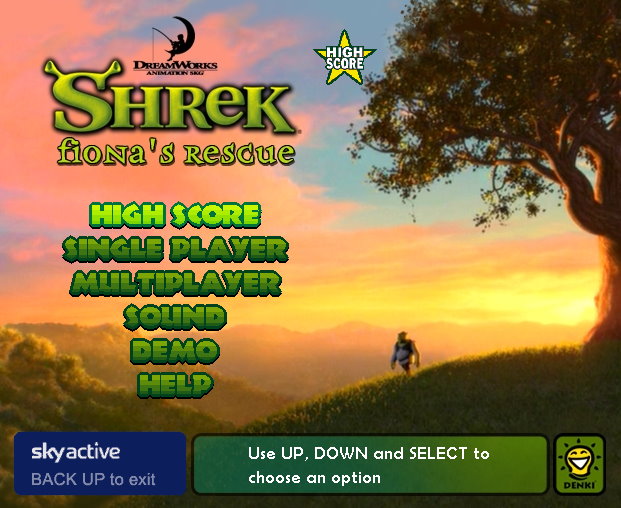 DREAMWORKS
ANIMATION SKG
HIGH
SCORE
SHREK
FIONA'S RESCUE
HIGH SCORE
SINGLE PLAYER
MULTIPLAYER
SOUND
DEMO
HELP
skyactive
BACK UP to exit
Use UP, DOWN and SELECT to
choose an option
DENKI